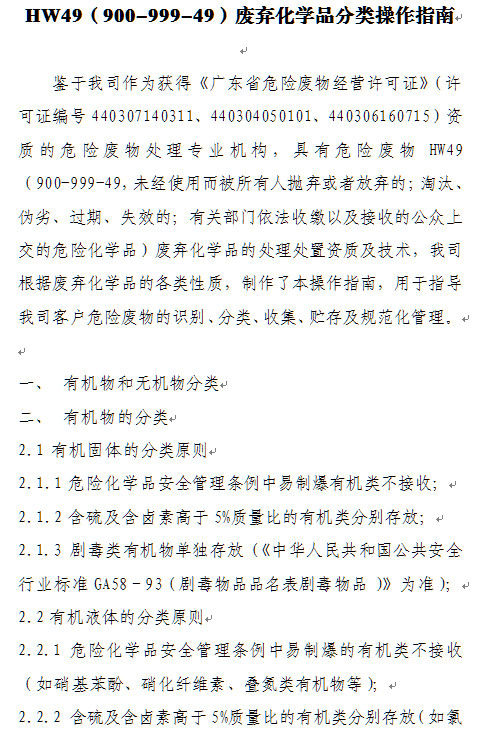 HW49（900-999-49）废弃化学品分类操作指南
鉴于我司作为获得《广东省危险废物经营许可证》（许
可证编号 440307140311、440304050101、440306160715）资
质的危险废物处理专业机构，具有危险废物 HW49
（900-999-49，未经使用而被所有人抛弃或者放弃的；淘汰、
伪劣、过期、失效的；有关部门依法收缴以及接收的公众上
交的危险化学品）废弃化学品的处理处置资质及技术，我司
根据废弃化学品的各类性质，制作了本操作指南，用于指导
我司客户危险废物的识别、分类、收集、贮存及规范化管理。
一、 有机物和无机物分类
二、 有机物的分类
2.1 有机固体的分类原则
2.1.1 危险化学品安全管理条例中易制爆有机类不接收；
2.1.2 含硫及含卤素高于 5%质量比的有机类分别存放；
2.1.3 剧毒类有机物单独存放（《中华人民共和国公共安全
行业标准 GA58－93（剧毒物品品名表剧毒物品 ）》为准）；
2.2 有机液体的分类原则
2.2.1 危险化学品安全管理条例中易制爆的有机类不接收
（如硝基苯酚、硝化纤维素、叠氮类有机物等）；
2.2.2 含硫及含卤素高于 5%质量比的有机类分别存放（如氯